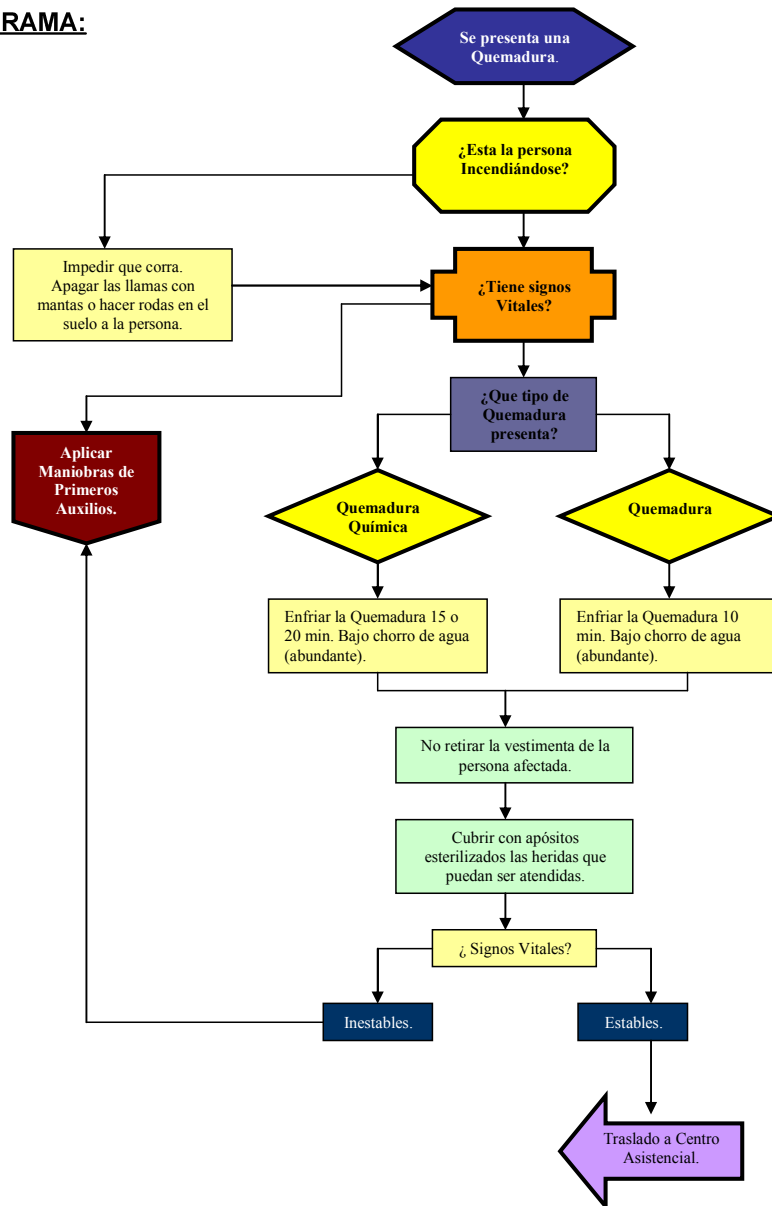 RAMA:
Se presenta una
Quemadura.
¿Esta la persona
Incendiándose?
Impedir que corra.
Apagar las llamas con
mantas o hacer rodas en el
suelo a la persona.
¿Tiene signos
Vitales?
¿Que tipo de
Quemadura
presenta?
Aplicar
Maniobras de
Primeros
Auxilios.
Quemadura
Química
Quemadura
Enfriar la Quemadura 15 o
20 min. Bajo chorro de agua
(abundante).
Enfriar la Quemadura 10
min. Bajo chorro de agua
(abundante).
No retirar la vestimenta de la
persona afectada.
Cubrir con apósitos
esterilizados las heridas que
puedan ser atendidas.
¿ Signos Vitales?
Inestables.
Estables.
Traslado a Centro
Asistencial.